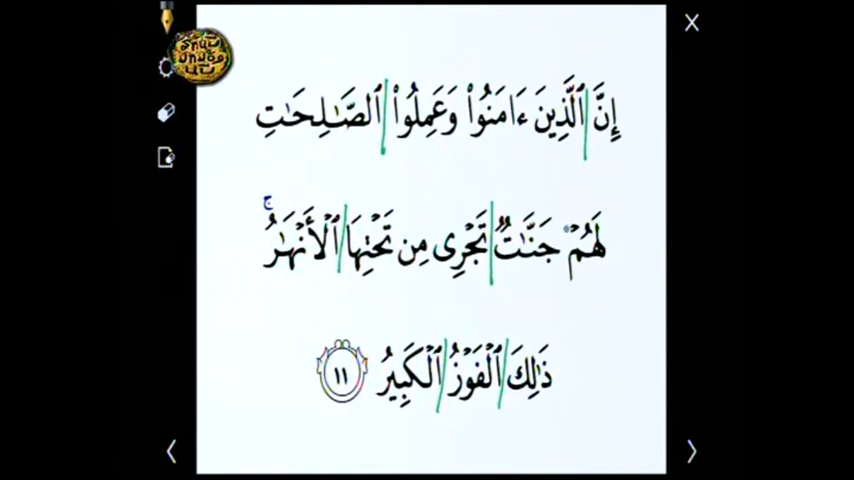 إِنَّ ٱلَّذِينَ ءَامَنُوا۟ وَعَمِلُوا۟ ٱلصَّـٰلِحَـٰتِ
لَهُمْ جَنَّـٰتٌ تَجْرِى مِن تَحْتِهَا ٱلْأَنْهَـٰرُ ۚ
ذَٰلِكَ ٱلْفَوْزُ ٱلْكَبِيرُ ١١